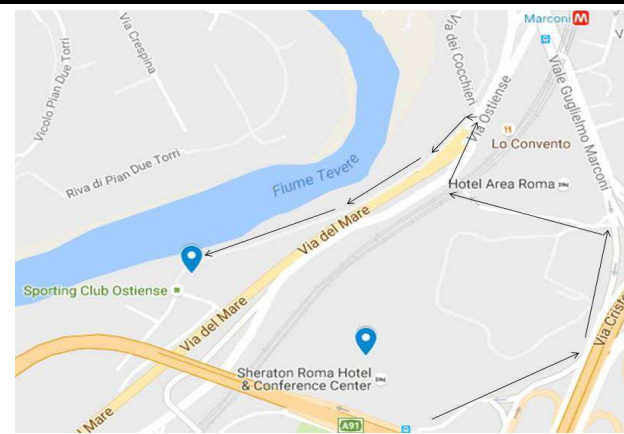 Marconi M
Via Crespina
Vicolo Pian Due Torri
Via dei Cocchieri
Via Ostiense
Viale Guglielmo Marconi
V
Lo Convento
Riva di Pian Due Torri
Fiume Tevere
Hotel Area Roma
Via del Mare
Sporting Club Ostiense
Via del Mare
Via Cristo
Sheraton Roma Hotel
& Conference Center
del Mare
A91